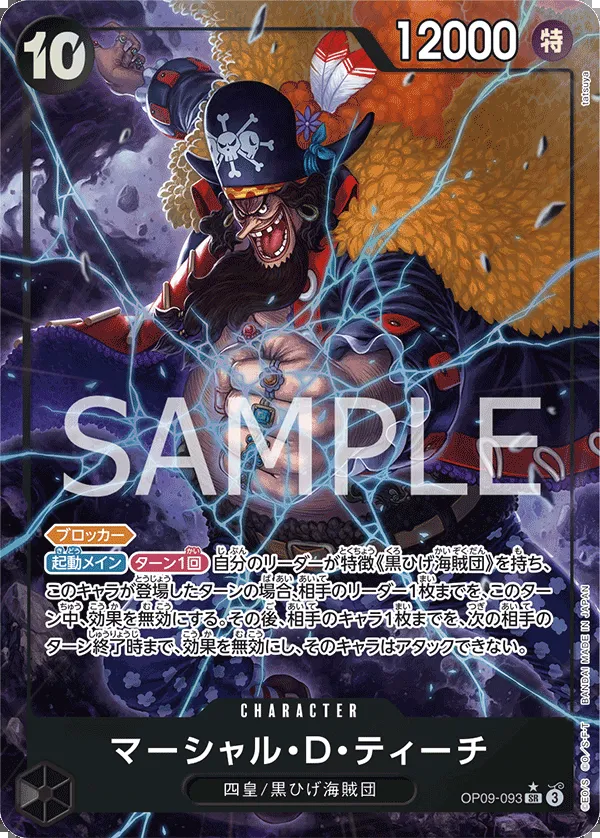 10
12000
特
tatsuya
SAMPLE
ブロッカー
起動メイン ターン1回 自分のリーダーが特徴《黒ひげ海賊団》を持ち、
このキャラが登場したターンの場合、相手のリーダー1枚までを、このター
ン中、効果を無効にする。その後、相手のキャラ1枚までを、次の相手の
ターン終了時まで、効果を無効にし、そのキャラはアタックできない。
©E.O/S. ©O./S・F・T BANDAI MADE IN JAPAN
CHARACTER
マーシャル・D・ティーチ
四皇/黒ひげ海賊団
OP09-093 ★ SR 3